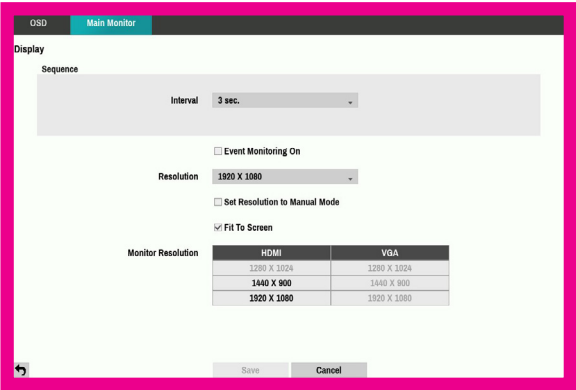 OSD Main Monitor
Display
Sequence
Interval 3 sec.
Event Monitoring On
Resolution 1920 X 1080
Set Resolution to Manual Mode
Fit To Screen
Monitor Resolution HDMI VGA
1280 X 1024 1280 X 1024
1440 X 900 1440 X 900
1920 X 1080 1920 X 1080
Save Cancel